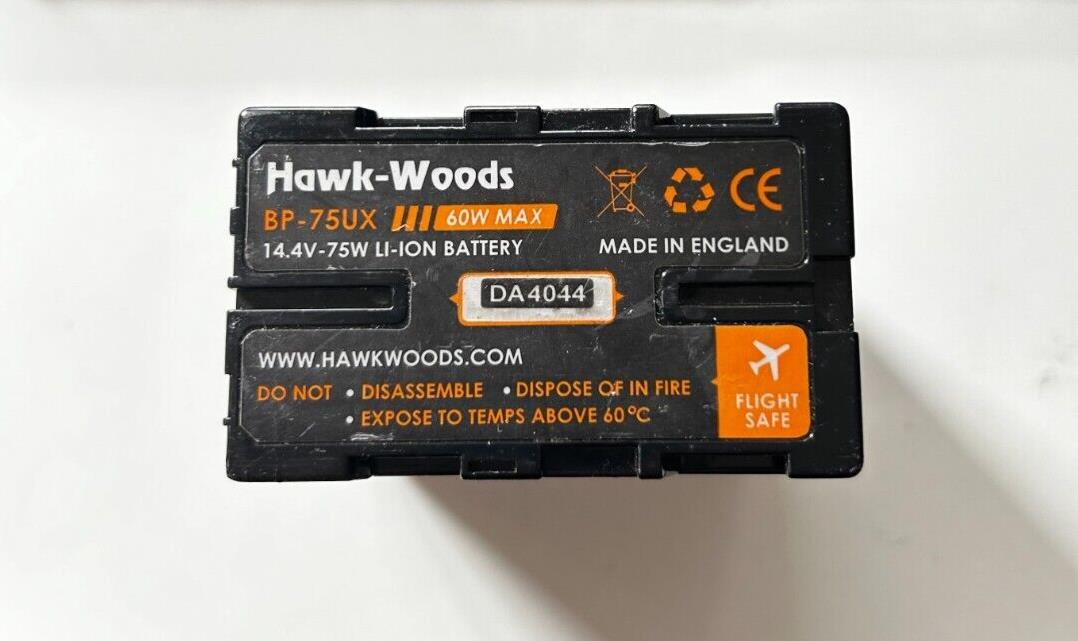 Hawk-Woods
BP-75UX 60W MAX
14.4V-75W LI-ION BATTERY
CE
MADE IN ENGLAND
DA4044
WWW.HAWKWOODS.COM
DO NOT • DISASSEMBLE • DISPOSE OF IN FIRE
• EXPOSE TO TEMPS ABOVE 60°C
FLIGHT
SAFE